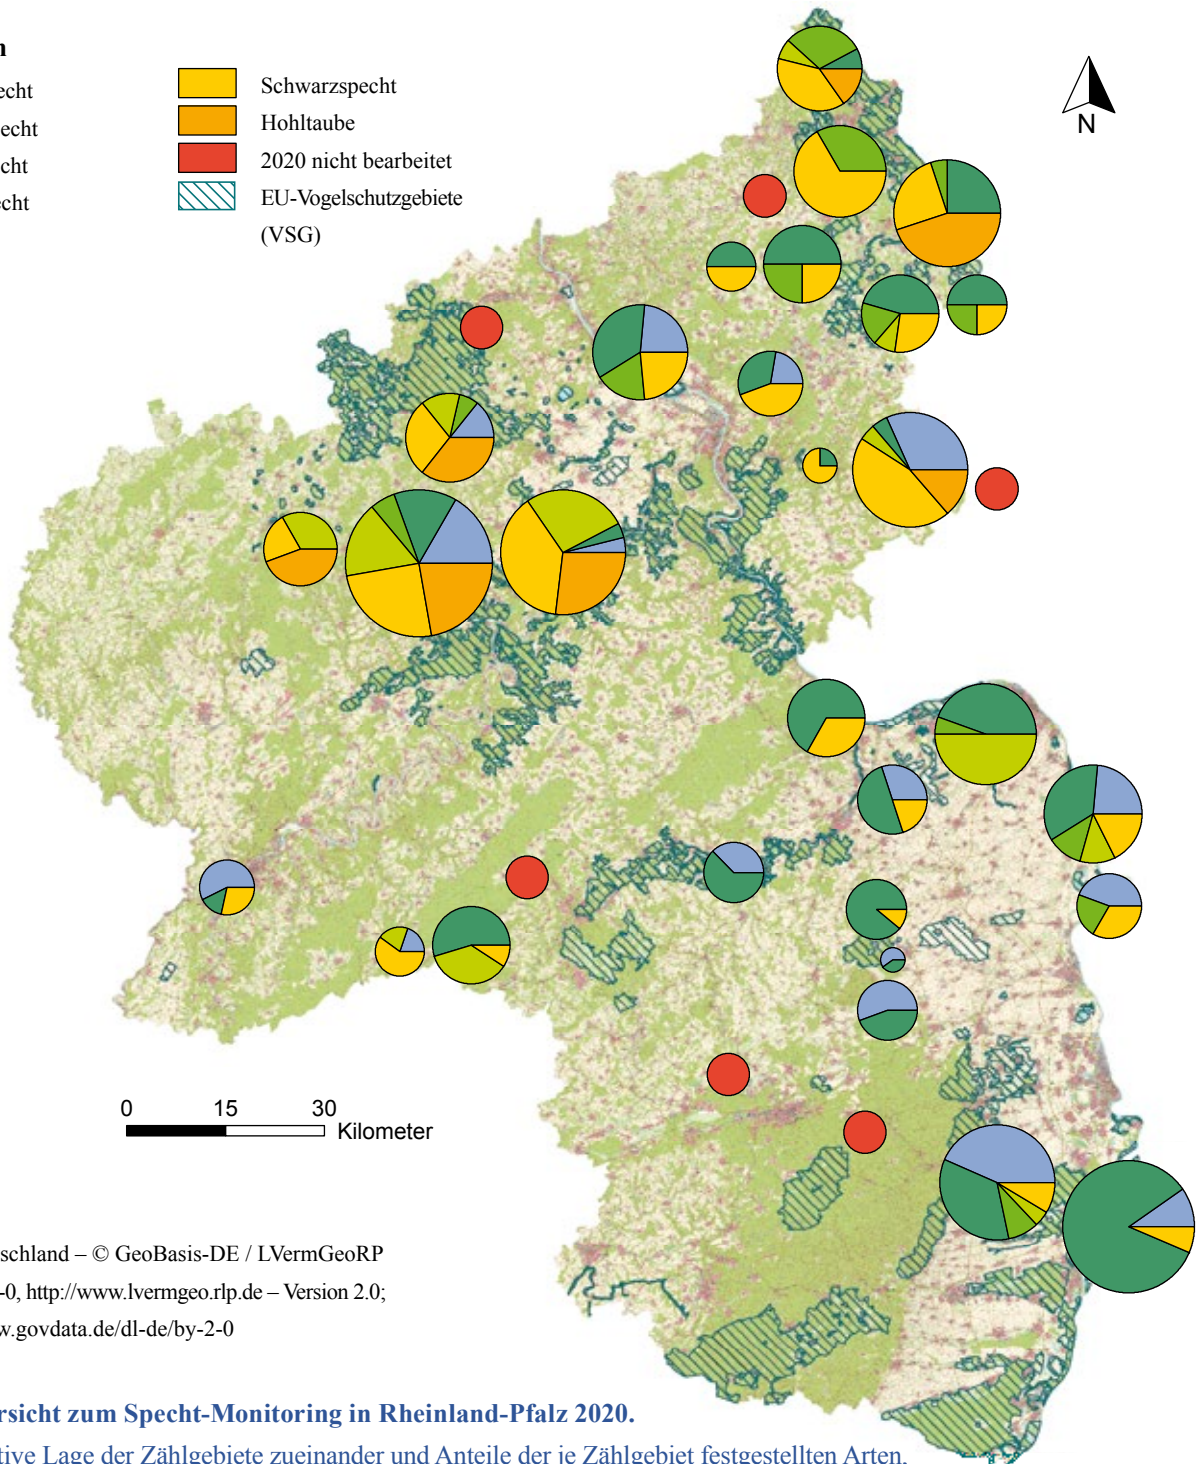 n
echt
echt
cht
echt
Schwarzspecht
Hohltaube
2020 nicht bearbeitet
EU-Vogelschutzgebiete
(VSG)
N
0 15 30
Kilometer
schland – © GeoBasis-DE / LVermGeoRP
-0, http://www.lvermgeo.rlp.de – Version 2.0;
w.govdata.de/dl-de/by-2-0
rsicht zum Specht-Monitoring in Rheinland-Pfalz 2020.
tive Lage der Zählgebiete zueinander und Anteile der je Zählgebiet festgestellten Arten.